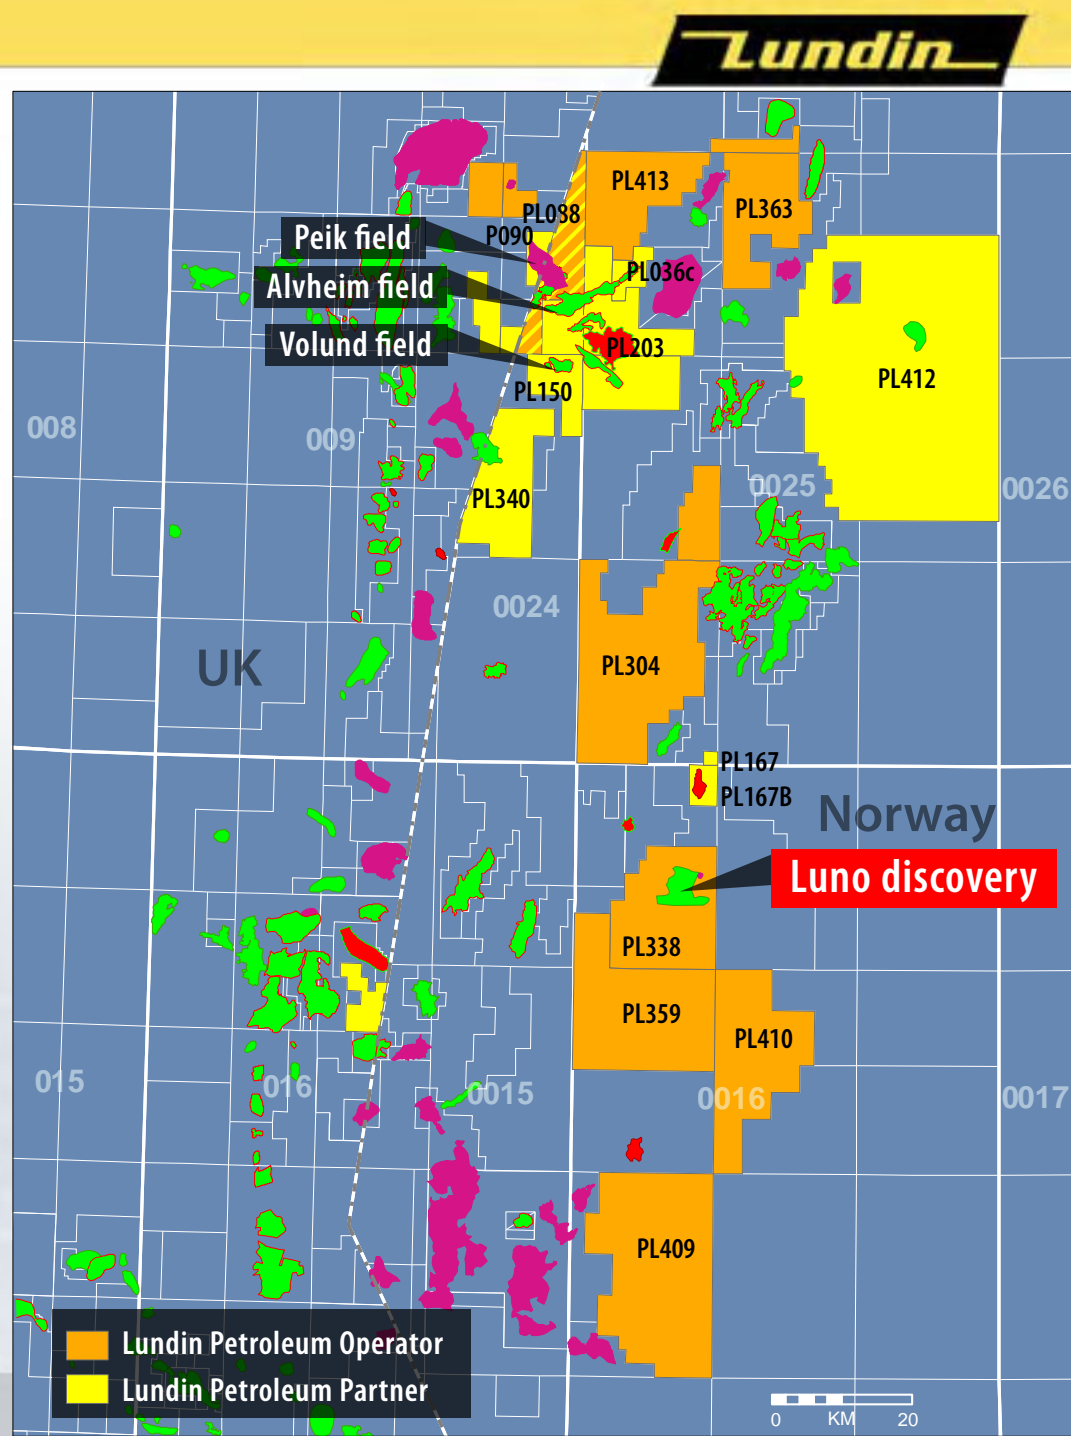 Lundin
PL413
PL363
PL088
P090
Peik field
PL036c
Alvheim field
Volund field
PL203
PL412
PL150
008
009
0025
0026
PL340
0024
UK
PL304
PL167
PL167B
Norway
Luno discovery
PL338
PL359
PL410
015
016
0015
0016
0017
PL409
Lundin Petroleum Operator
Lundin Petroleum Partner
0 KM 20